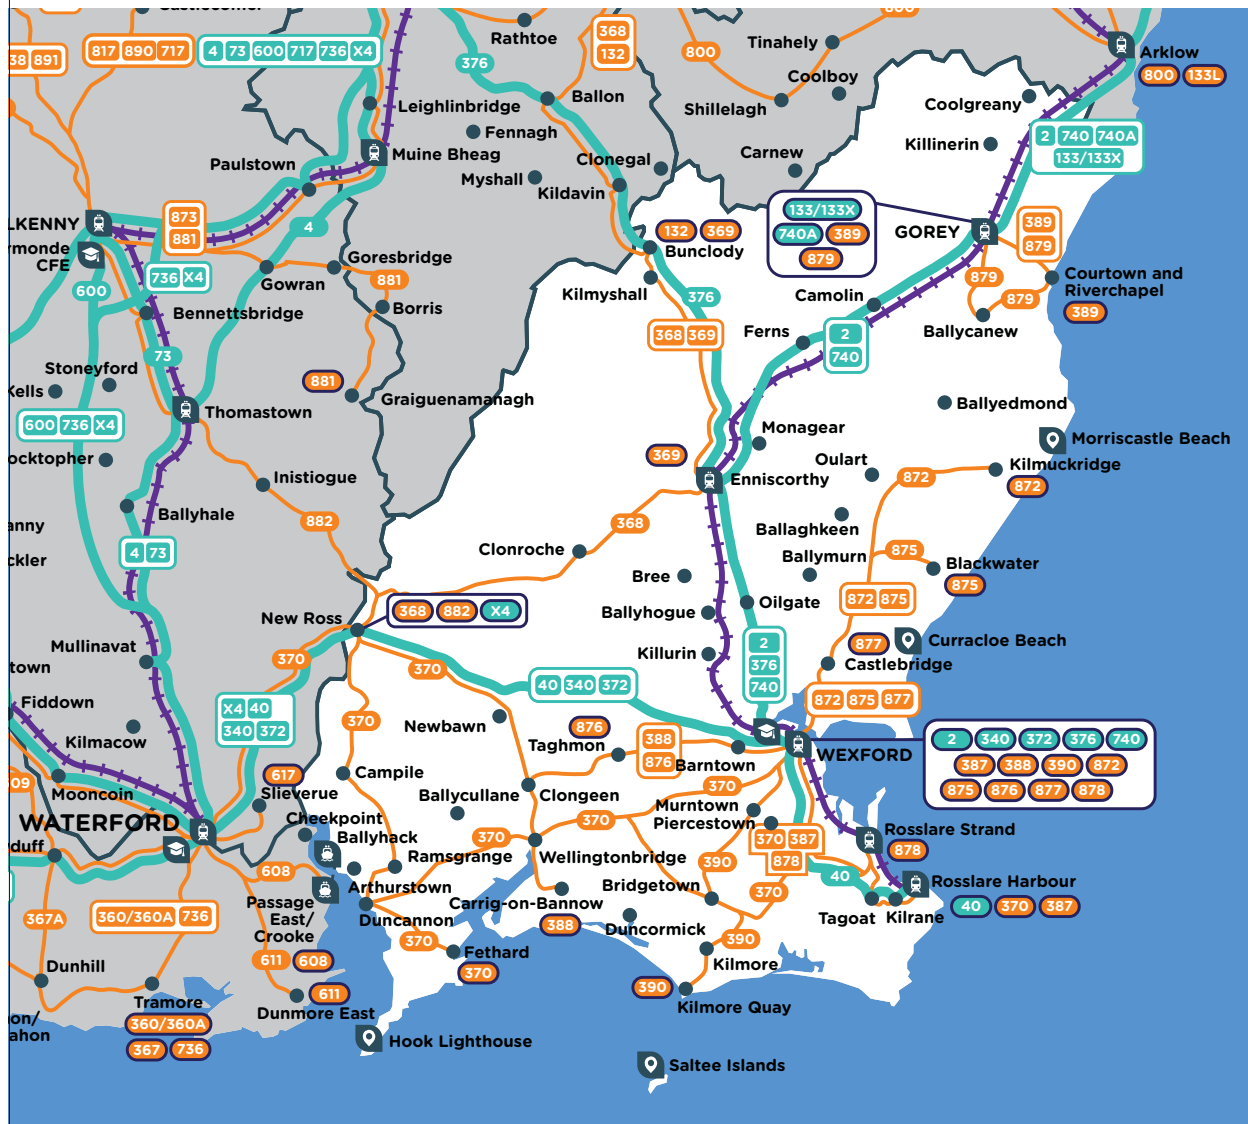 Rathtoe
368
132
Tinahely
800
Arklow
800 133L
38 891
817 890 717
4 73 600 717 736 X4
376
Coolboy
Leighlinbridge
Ballon
Shillelagh
Coolgreany
2 740 740A
133/133X
Fennagh
Killinerin
Paulstown
Muine Bheag
Clonegal
Carnew
Myshall
Kildavin
LKENNY
873
881
4
132 369
Bunclody
133/133X
740A 389
879
GOREY
389
879
rmonde
CFE
736 X4
Goresbridge
881
Gowran
600
Kilmyshall
376
Camolin
879
879
Courtown and
Riverchapel
389
Bennettsbridge
Borris
368 369
Ferns
2
740
Ballycanew
73
Stoneyford
Kells
881
Graiguenamanagh
Thomastown
Ballyedmond
600 736 X4
Monagear
Morriscastle Beach
ocktopher
369
Oulart
Kilmuckridge
872
872
Inistiogue
Enniscorthy
Ballyhale
882
368
Ballaghkeen
anny
4 73
Clonroche
Ballymurn
875
Blackwater
875
ckler
Bree
872 875
New Ross
368 882 X4
Ballyhogue
Oilgate
Mullinavat
370
370
Killurin
2
376
740
877
Curracloe Beach
Castlebridge
town
40 340 372
872 875 877
Fiddown
X4 40
340 372
370
Newbawn
876
Taghmon
388
876
Barntown
WEXFORD
2 340 372 376 740
387 388 390 872
875 876 877 878
Kilmacow
617
Campile
370
Mooncoin
Slieverue
Ballycullane
Clongeen
Murntown
Piercestown
WATERFORD
Cheekpoint
Ballyhack
370
370
370 387
878
Rosslare Strand
878
Ramsgrange
Wellingtonbridge
390
608
Arthurstown
Bridgetown
370
40
Rosslare Harbour
40 370 387
367A
360/360A 736
Passage
East/
Crooke
Duncannon
Carrig-on-Bannow
388
Duncormick
Tagoat
Kilrane
370
390
611 608
Fethard
370
Kilmore
Dunhill
611
390
Kilmore Quay
Tramore
360/360A
367 736
Dunmore East
Hook Lighthouse
Saltee Islands